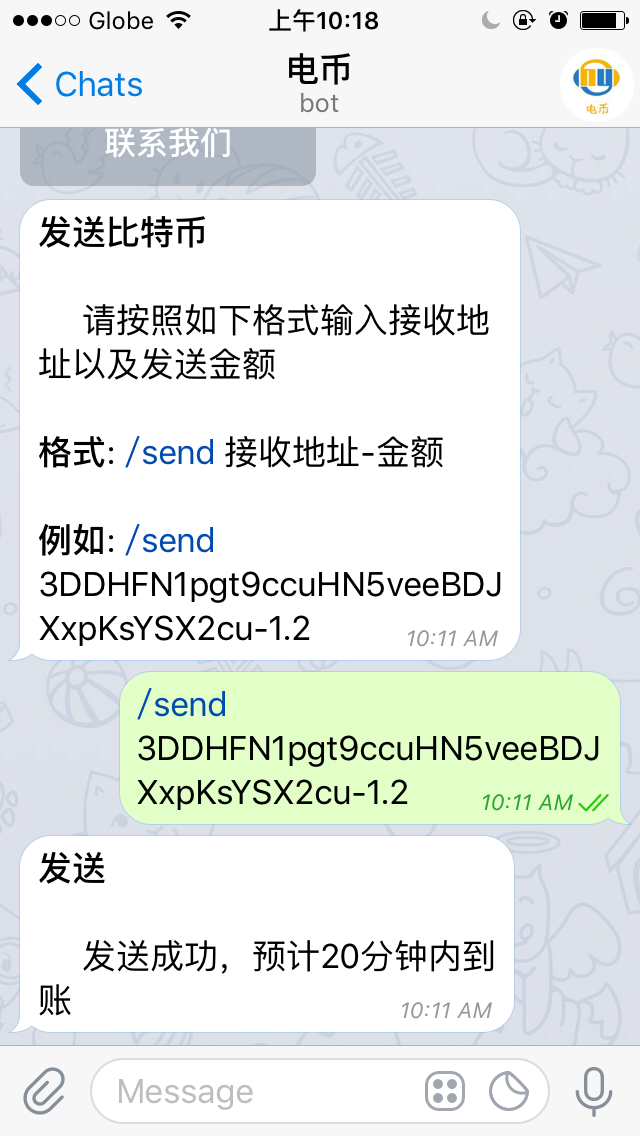 Globe
上午10:18
Chats
电币
bot
电币
联系我们
发送比特币
请按照如下格式输入接收地
址以及发送金额
格式: /send 接收地址-金额
例如: /send
3DDHFN1pgt9ccuHN5veeBDJ
XxpKsYSX2cu-1.2
10:11 AM
/send
3DDHFN1pgt9ccuHN5veeBDJ
XxpKsYSX2cu-1.2
10:11 AM
发送
发送成功，预计20分钟内到
账
10:11 AM
Message